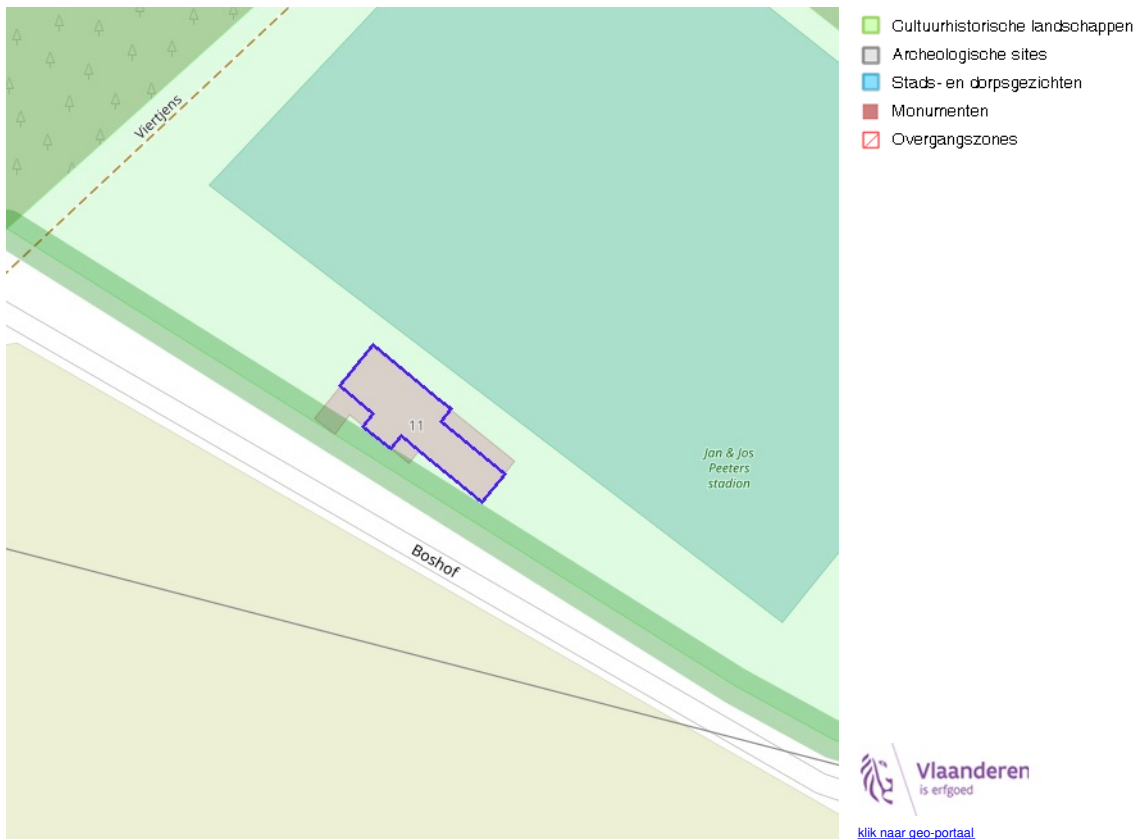 Viertjens
11
Jan & Jos
Peeters
stadion
Boshof
Cultuurhistorische landschappen
Archeologische sites
Stads- en dorpsgezichten
Monumenten
Overgangszones
Vlaanderen
is erfgoed
klik naar geo-portaal